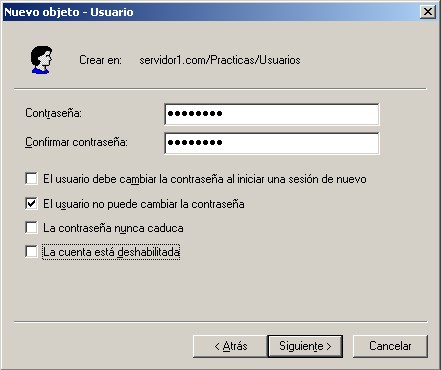 Nuevo objeto - Usuario
Crear en: servidor1.com/Practicas/Usuarios
Contraseña: ●●●●●●●●
Confirmar contraseña: ●●●●●●●●
El usuario debe cambiar la contraseña al iniciar una sesión de nuevo
El usuario no puede cambiar la contraseña
La contraseña nunca caduca
La cuenta está deshabilitada
< Atrás Siguiente > Cancelar